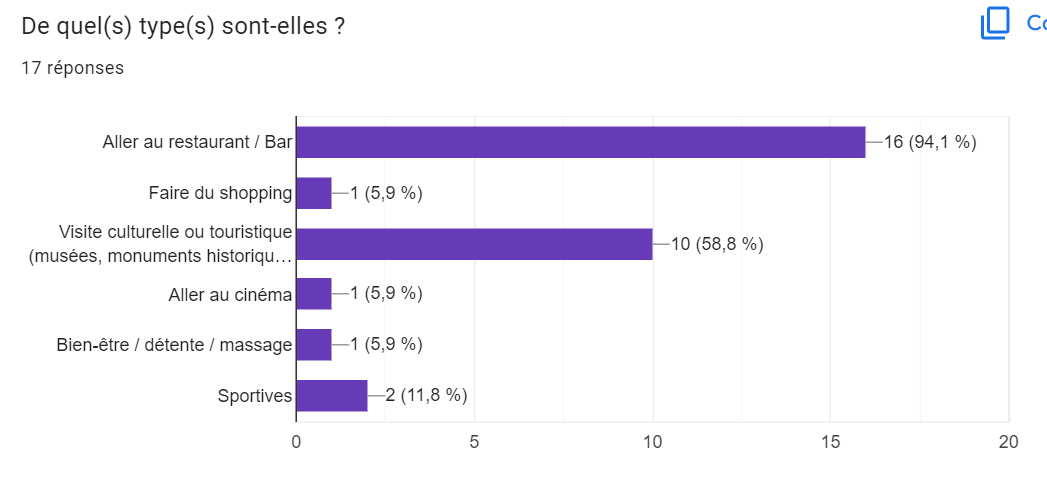 De quel(s) type(s) sont-elles ?
Co
17 réponses
Aller au restaurant / Bar
16 (94,1 %)
Faire du shopping
1 (5,9 %)
Visite culturelle ou touristique
(musées, monuments historiqu…
10 (58,8 %)
Aller au cinéma
1 (5,9 %)
Bien-être / détente / massage
1 (5,9 %)
Sportives
2 (11,8 %)
0 5 10 15 20